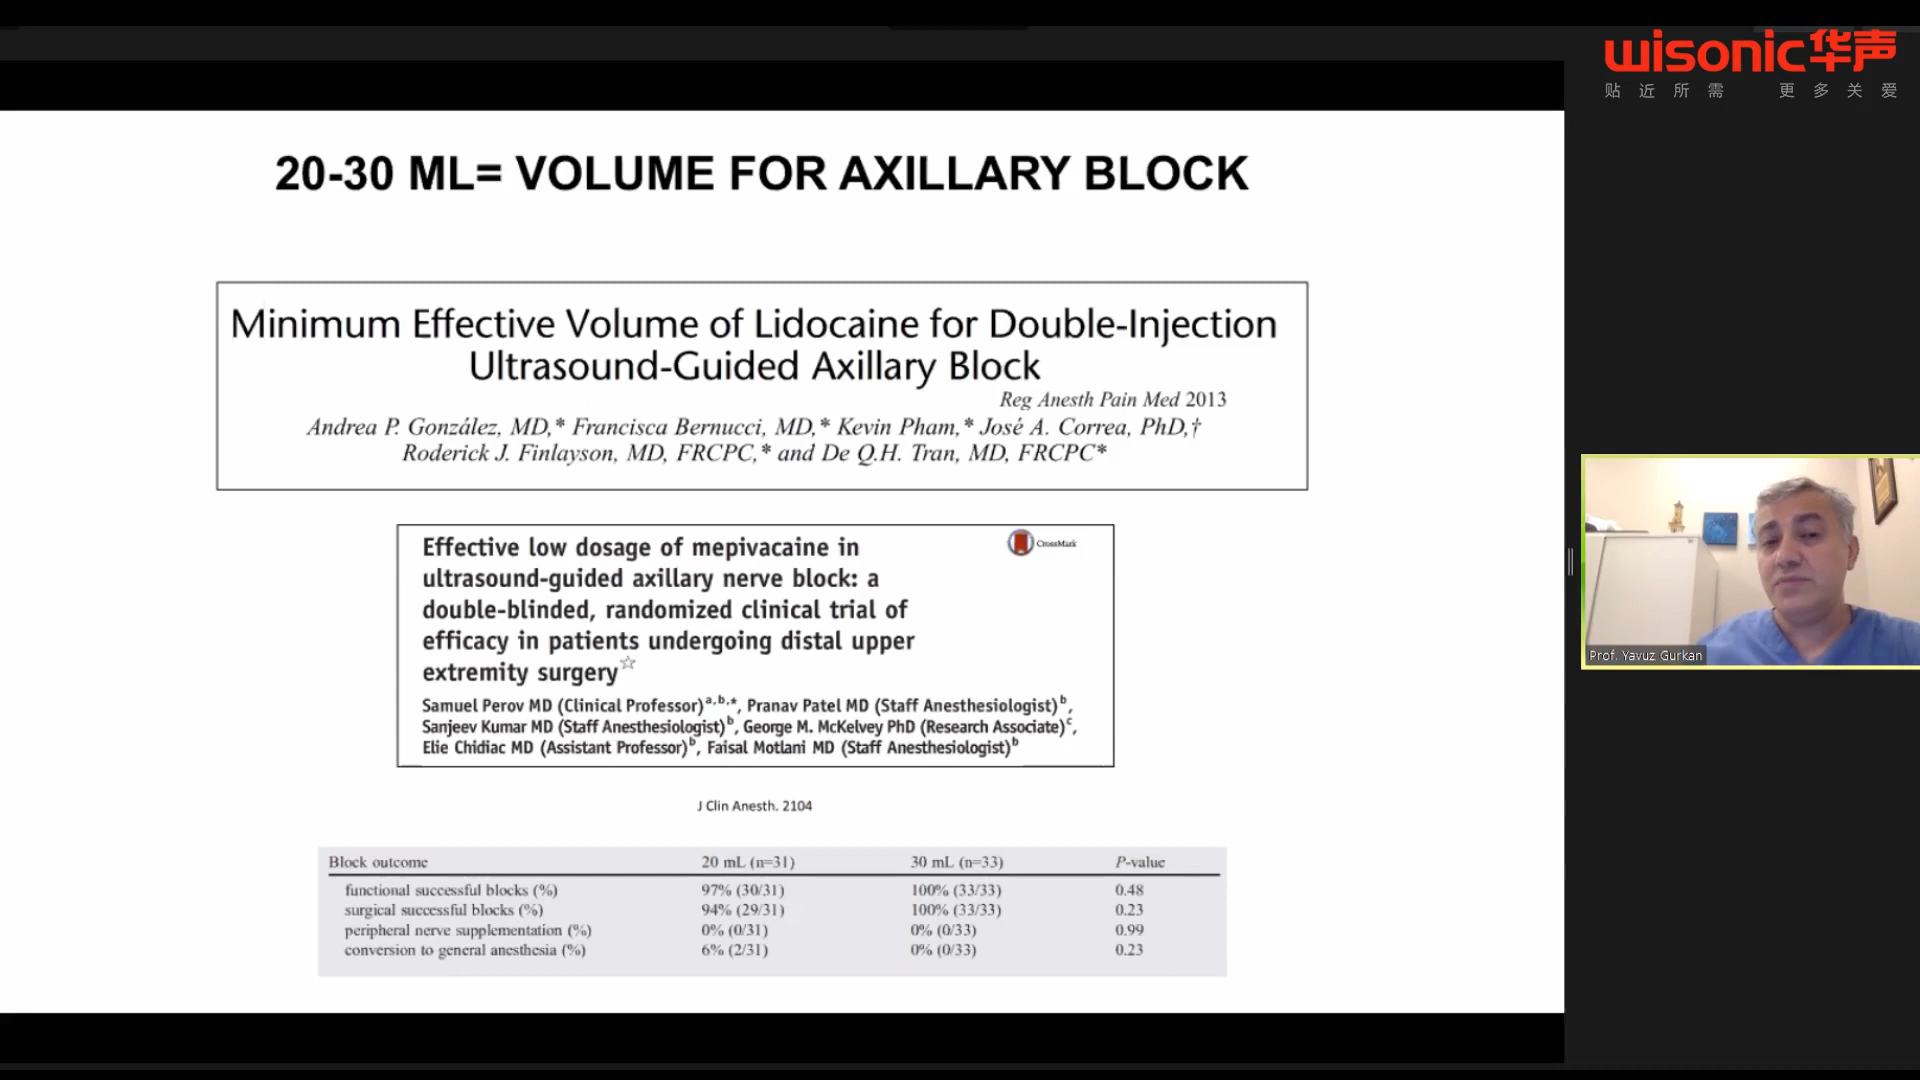 wisonic华声
贴近所需 更多关爱
20-30 ML= VOLUME FOR AXILLARY BLOCK
Minimum Effective Volume of Lidocaine for Double-Injection
Ultrasound-Guided Axillary Block
Reg Anesth Pain Med 2013
Andrea P. González, MD,* Francisca Bernucci, MD,* Kevin Pham,* José A. Correa, PhD,†
Roderick J. Finlayson, MD, FRCPC,* and De Q.H. Tran, MD, FRCPC*
Effective low dosage of mepivacaine in
ultrasound-guided axillary nerve block: a
double-blinded, randomized clinical trial of
efficacy in patients undergoing distal upper
extremity surgery☆
CrossMark
Samuel Perov MD (Clinical Professor)a,b,*, Pranav Patel MD (Staff Anesthesiologist)b,
Sanjeev Kumar MD (Staff Anesthesiologist)b, George M. McKelvey PhD (Research Associate)c,
Elie Chidiac MD (Assistant Professor)b, Faisal Motlani MD (Staff Anesthesiologist)b
J Clin Anesth. 2104
Block outcome 20 mL (n=31) 30 mL (n=33) P-value
functional successful blocks (%) 97% (30/31) 100% (33/33) 0.48
surgical successful blocks (%) 94% (29/31) 100% (33/33) 0.23
peripheral nerve supplementation (%) 0% (0/31) 0% (0/33) 0.99
conversion to general anesthesia (%) 6% (2/31) 0% (0/33) 0.23
Prof. Yavuz Gurkan